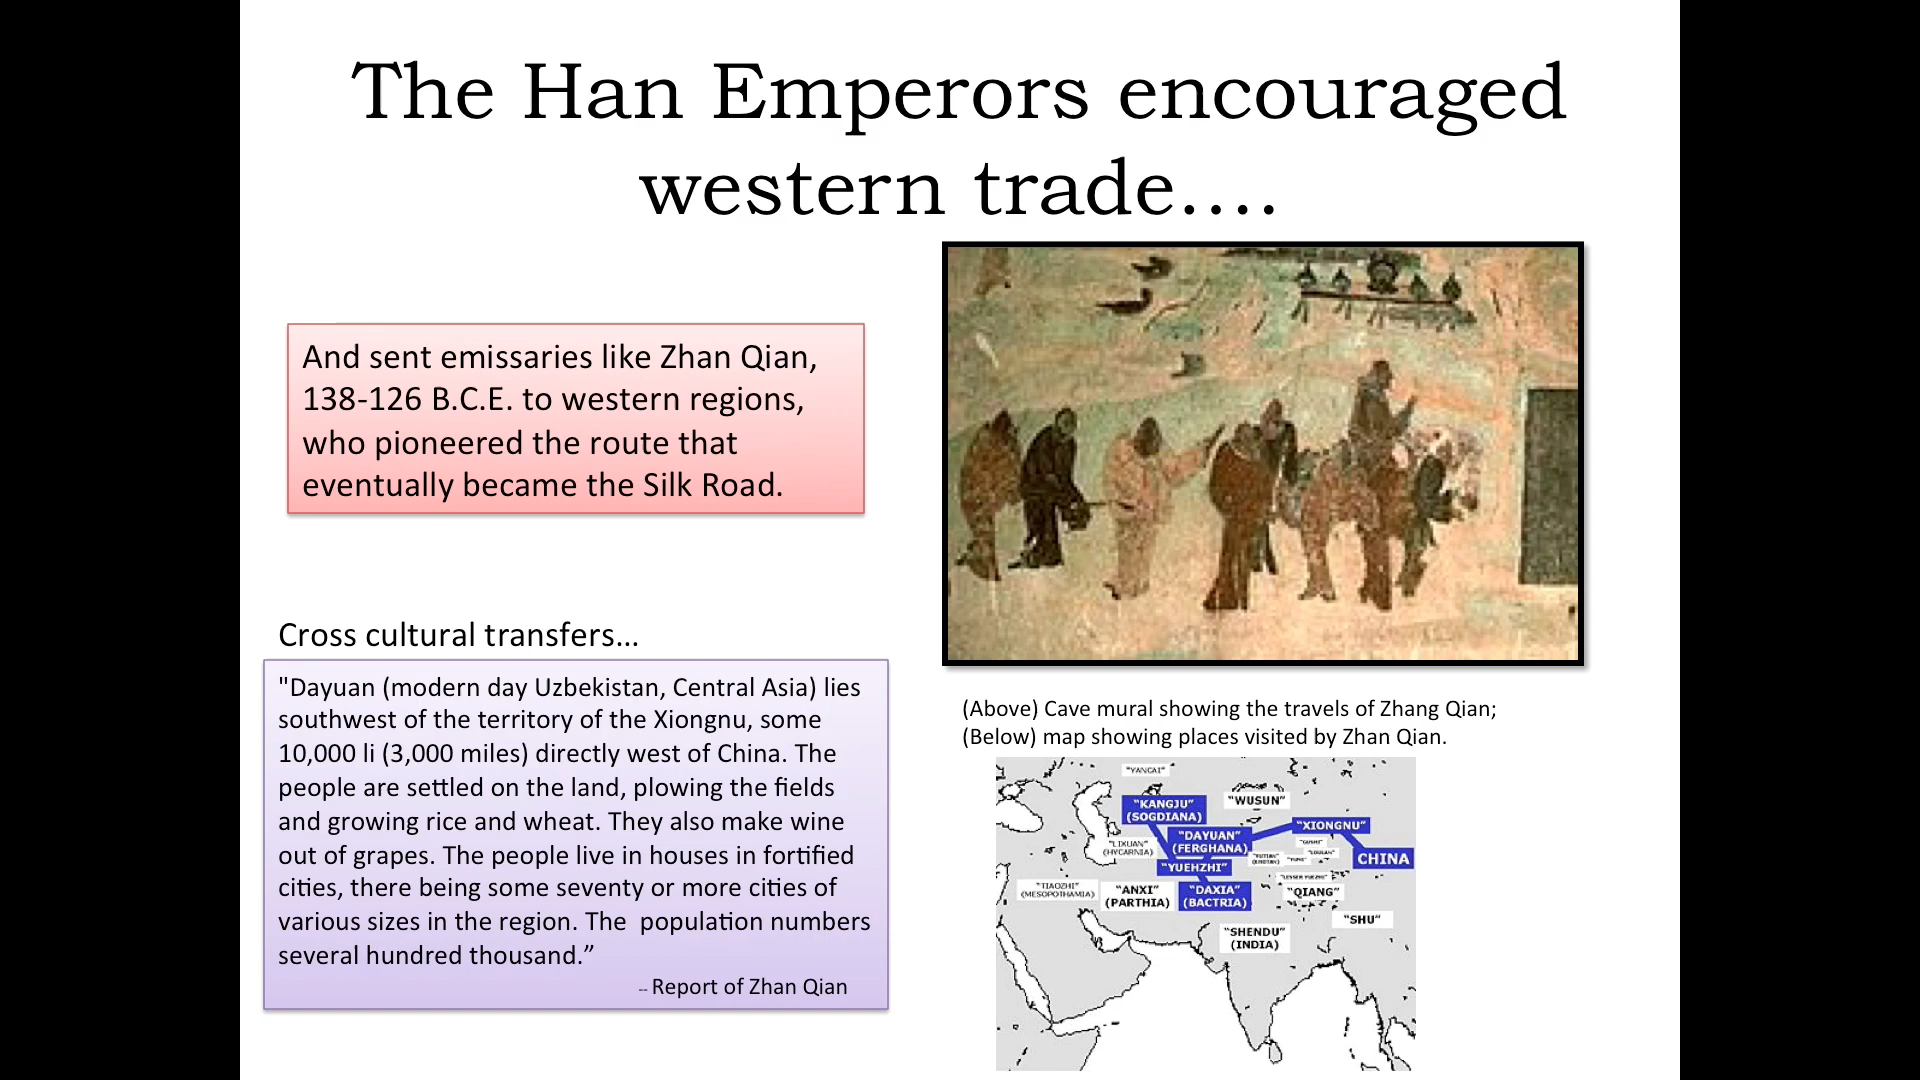 The Han Emperors encouraged
western trade….
And sent emissaries like Zhan Qian,
138-126 B.C.E. to western regions,
who pioneered the route that
eventually became the Silk Road.
Cross cultural transfers…
"Dayuan (modern day Uzbekistan, Central Asia) lies
southwest of the territory of the Xiongnu, some
10,000 li (3,000 miles) directly west of China. The
people are settled on the land, plowing the fields
and growing rice and wheat. They also make wine
out of grapes. The people live in houses in fortified
cities, there being some seventy or more cities of
various sizes in the region. The  population numbers
several hundred thousand.”
-- Report of Zhan Qian
(Above) Cave mural showing the travels of Zhang Qian;
(Below) map showing places visited by Zhan Qian.
"YANCAI"
"KANGJU"
(SOGDIANA)
"WUSUN"
"DAYUAN"
(FERGHANA)
"XIONGNU"
"LIXUAN"
(HYCARNIA)
"YUEHZHI"
CHINA
"LESSER YUEZHI"
"TIAOZHI"
(MESOPOTHAMIA)
"ANXI"
(PARTHIA)
"DAXIA"
(BACTRIA)
"QIANG"
"SHU"
"SHENDU"
(INDIA)